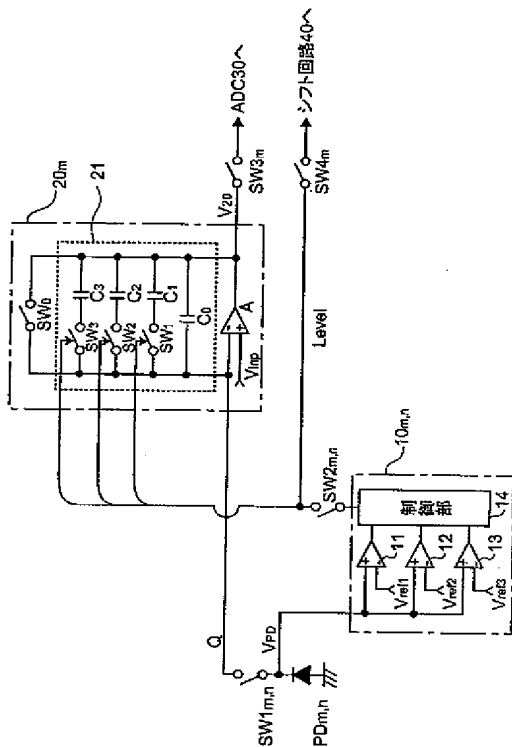 20m
21
SW0
C3
SW3
C2
SW2
C1
SW1
C0
A
Vinp
V20
SW3m
ADC30へ
SW4m
シフト回路40へ
Level
Q
SW1m,n
VPD
PDm,n
SW2m,n
10m,n
制御部
14
11
12
13
Vref1
Vref2
Vref3